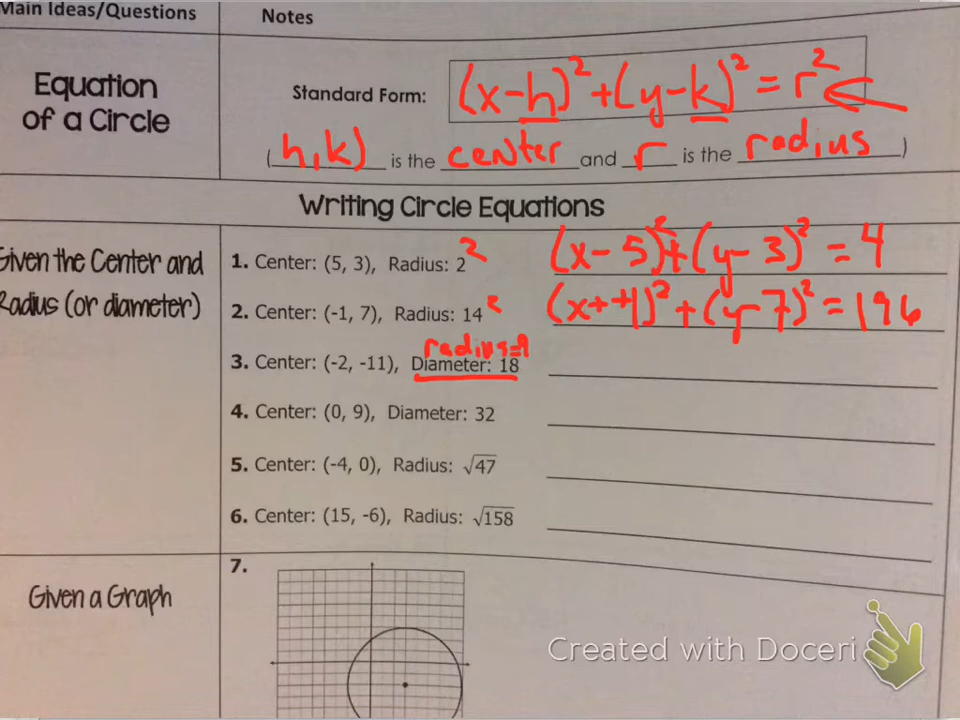 Main Ideas/Questions Notes
Equation
of a Circle
Standard Form: (x-h)² + (y-k)² = r²
(h,k) is the center and r is the radius)
Writing Circle Equations
Given the Center and
Radius (or diameter)
1. Center: (5, 3), Radius: 2² (x-5)²+(y-3)² = 4
2. Center: (-1, 7), Radius: 14² (x++1)²+(y-7)² = 196
radius=9
3. Center: (-2, -11), Diameter: 18
4. Center: (0, 9), Diameter: 32
5. Center: (-4, 0), Radius: √47
6. Center: (15, -6), Radius: √158
7.
Given a Graph
Created with Doceri